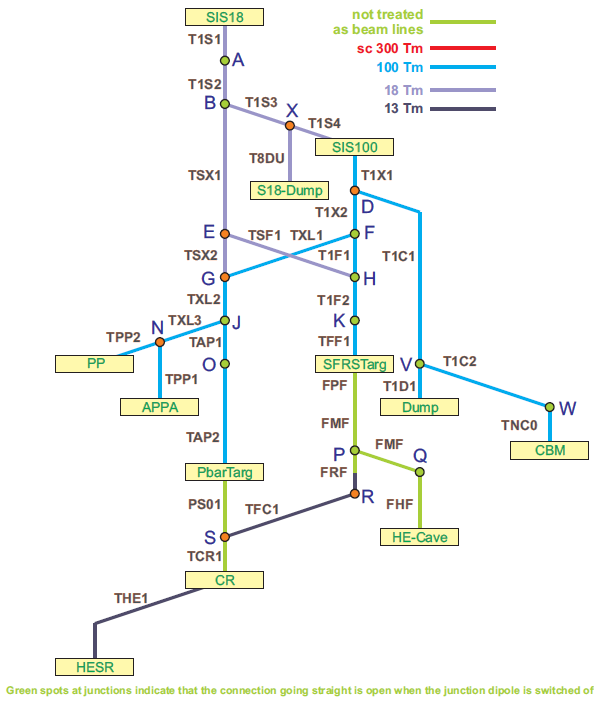 SIS18
not treated
as beam lines
T1S1
sc 300 Tm
A
100 Tm
T1S2
18 Tm
B
T1S3
X
13 Tm
T1S4
SIS100
T8DU
TSX1
T1X1
S18-Dump
D
T1X2
E
TSF1
TXL1
F
TSX2
T1F1
T1C1
G
H
TXL2
T1F2
N
TXL3
J
K
TPP2
TAP1
TFF1
PP
O
SFRSTarg
V
T1C2
TPP1
FPF
T1D1
APPA
Dump
W
FMF
TNC0
TAP2
FMF
CBM
P
Q
PbarTarg
FRF
PS01
R
FHF
TFC1
S
HE-Cave
TCR1
CR
THE1
HESR
Green spots at junctions indicate that the connection going straight is open when the junction dipole is switched of